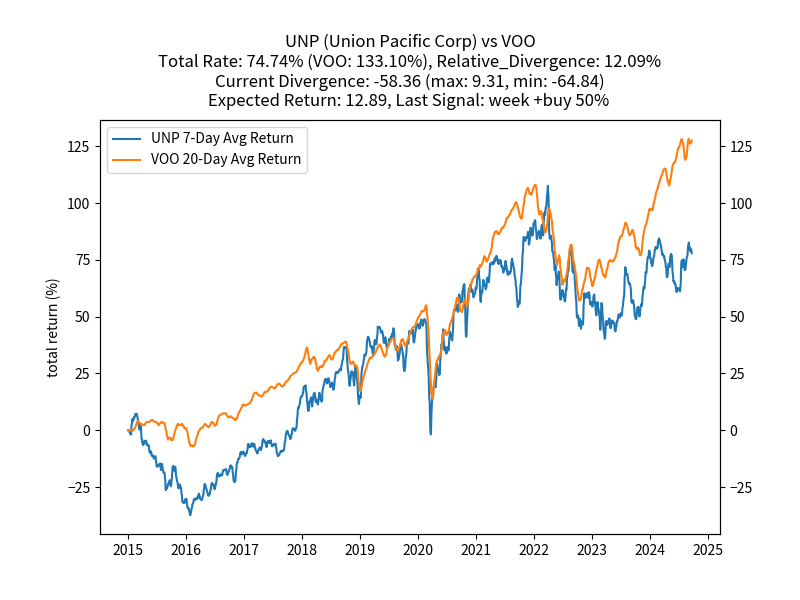 UNP (Union Pacific Corp) vs VOO
Total Rate: 74.74% (VOO: 133.10%), Relative_Divergence: 12.09%
Current Divergence: -58.36 (max: 9.31, min: -64.84)
Expected Return: 12.89, Last Signal: week +buy 50%
UNP 7-Day Avg Return
VOO 20-Day Avg Return
total return (%)
125
100
75
50
25
0
−25
125
100
75
50
25
0
−25
2015 2016 2017 2018 2019 2020 2021 2022 2023 2024 2025